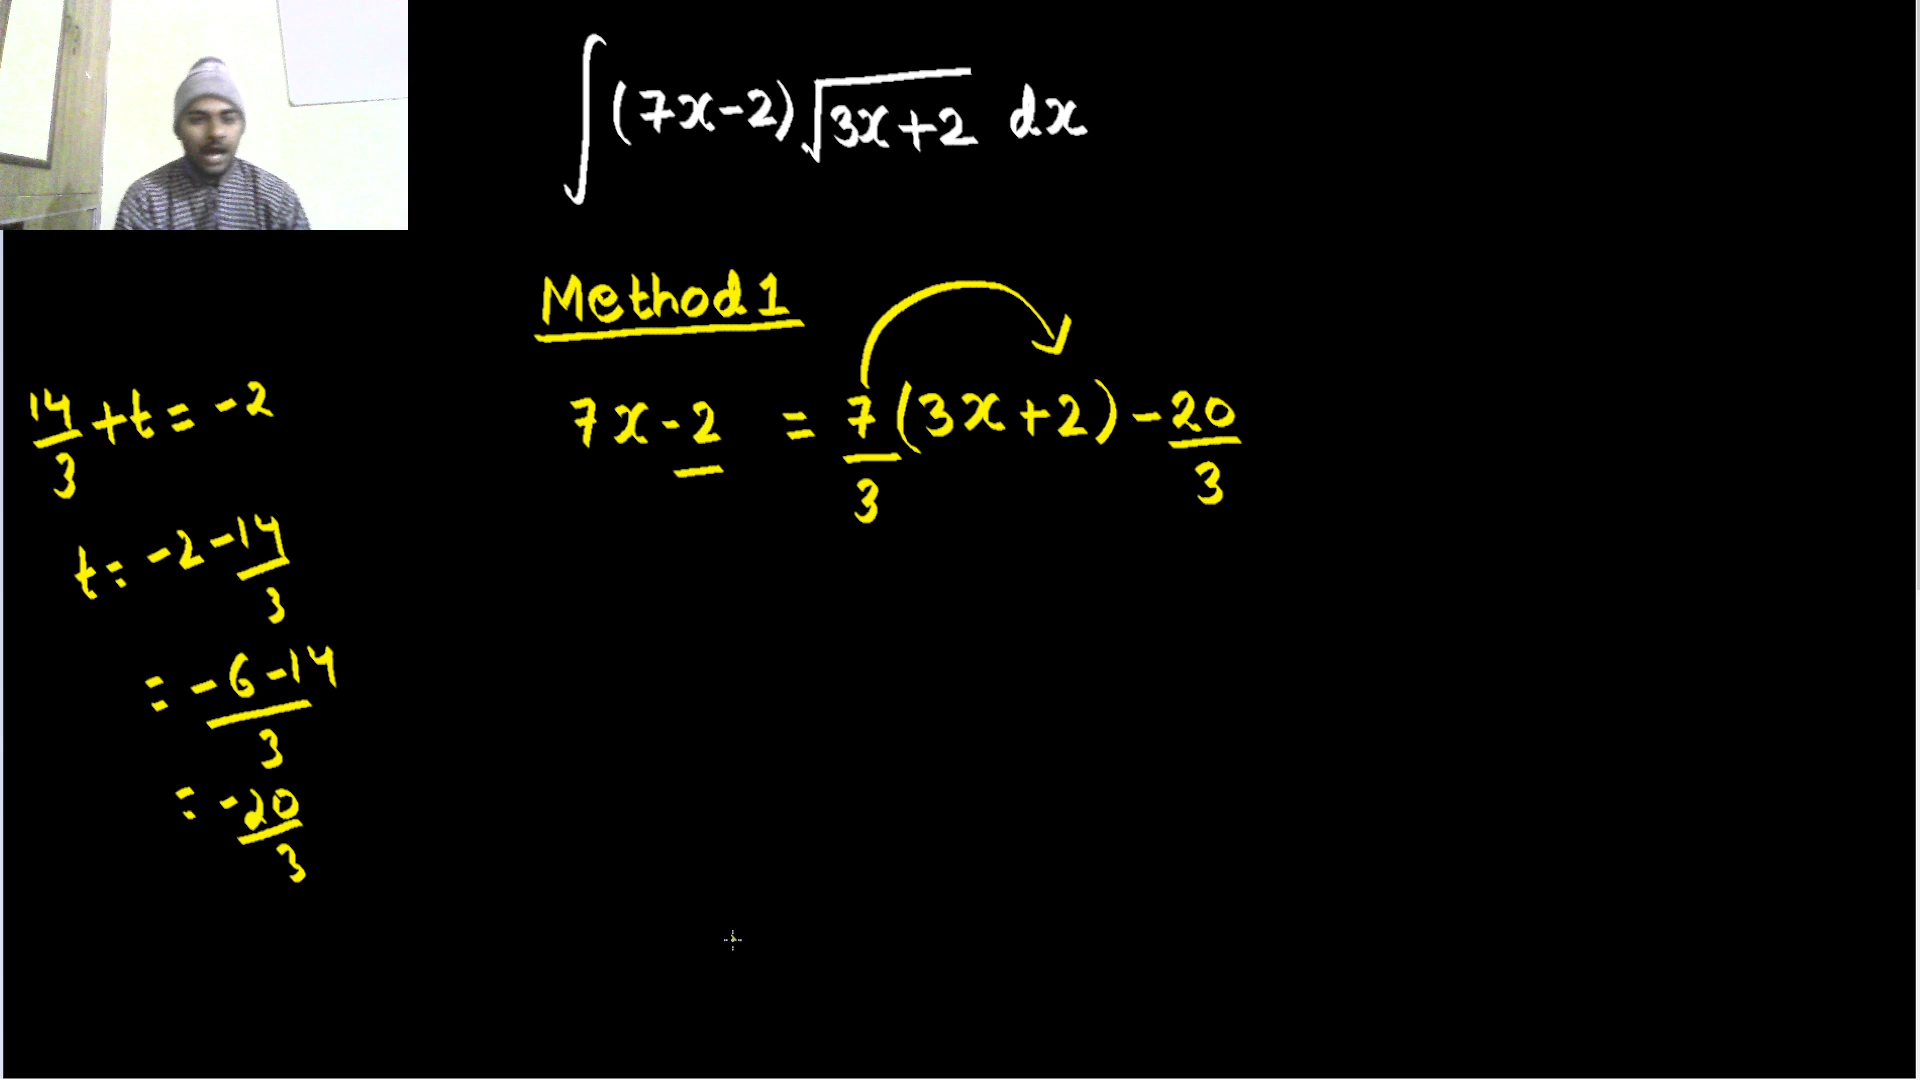 ∫(7x-2)√(3x+2) dx
Method 1
7x-2 = 7/3(3x+2)-20/3
14/3+t=-2
t=-2-14/3
=-6-14/3
=-20/3